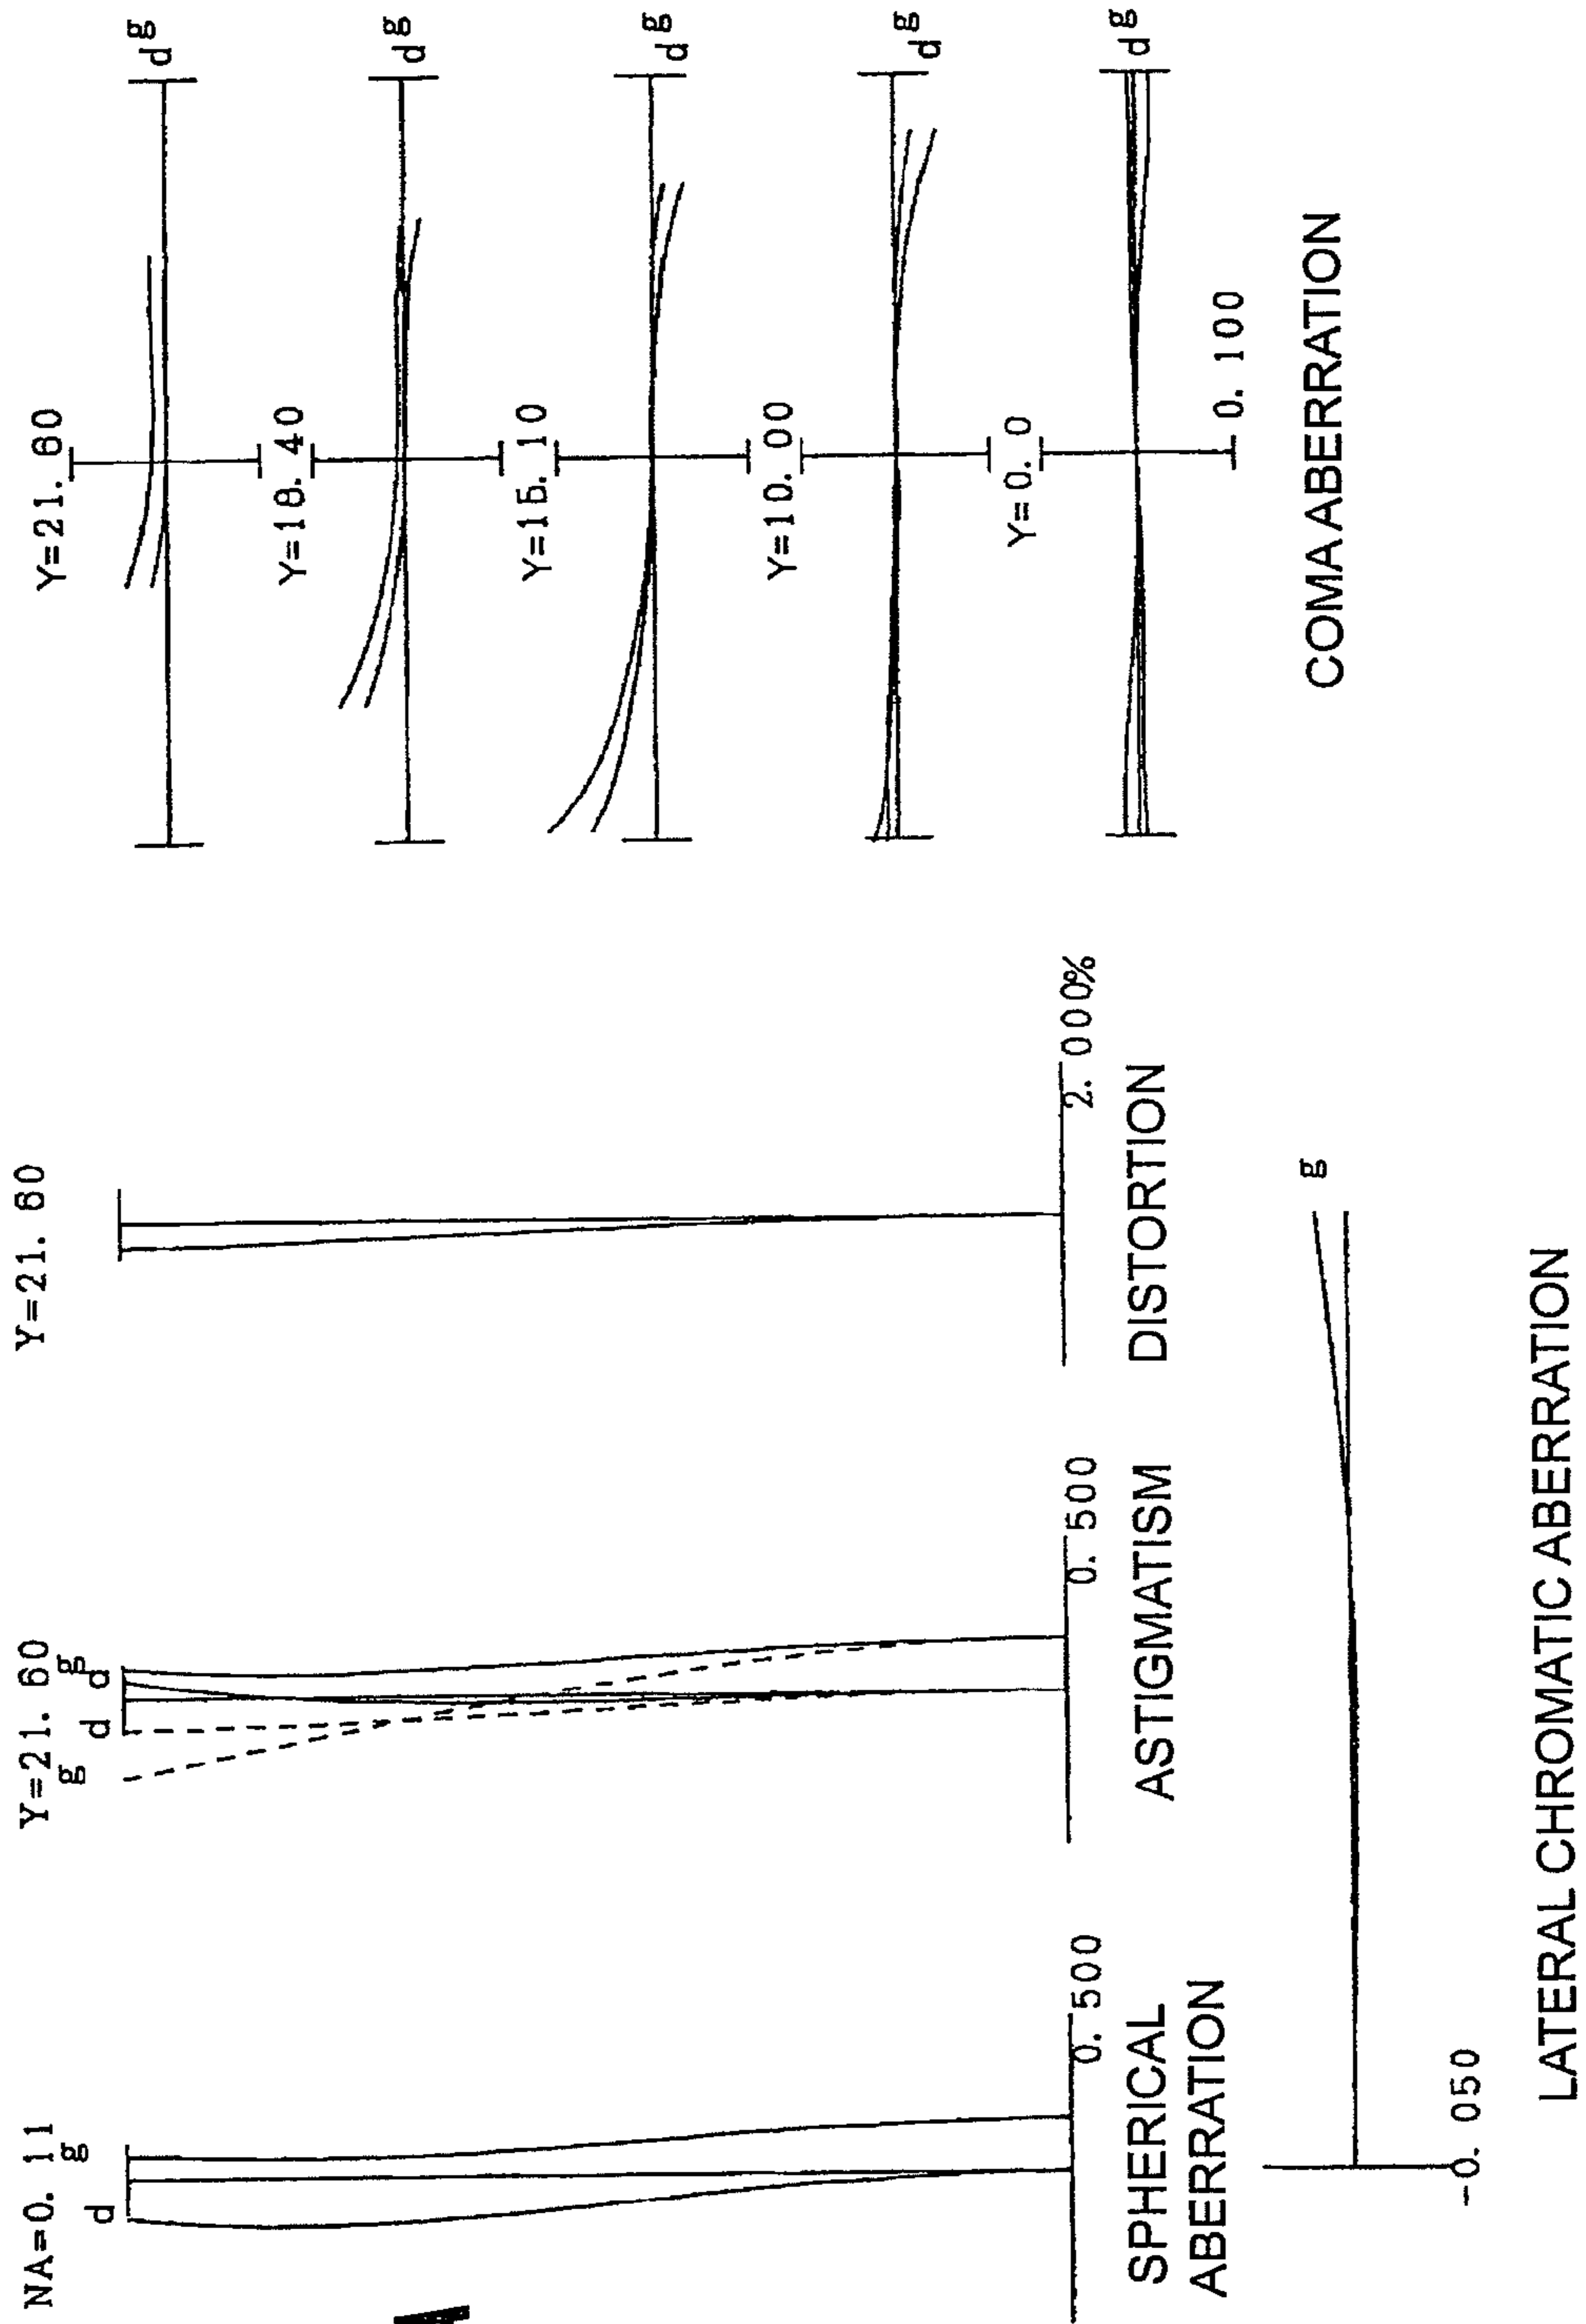 NA=0.11
d g
0.500
SPHERICAL
ABERRATION
Y=21.60
g d d g
0.500
ASTIGMATISM
Y=21.60
2.000%
DISTORTION
Y=21.60
d g
Y=18.40
d g
Y=15.10
d g
Y=10.00
d g
Y=0.0
d g
0.100
COMA ABERRATION
g
-0.050
LATERAL CHROMATIC ABERRATION